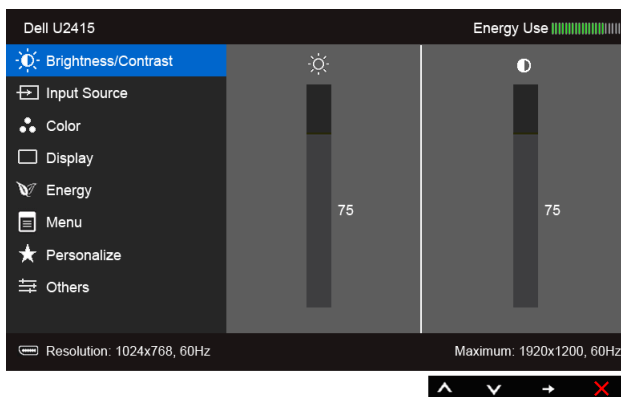 Dell U2415
Energy Use
Brightness/Contrast
Input Source
Color
Display
Energy
Menu
Personalize
Others
75
75
Resolution: 1024x768, 60Hz
Maximum: 1920x1200, 60Hz